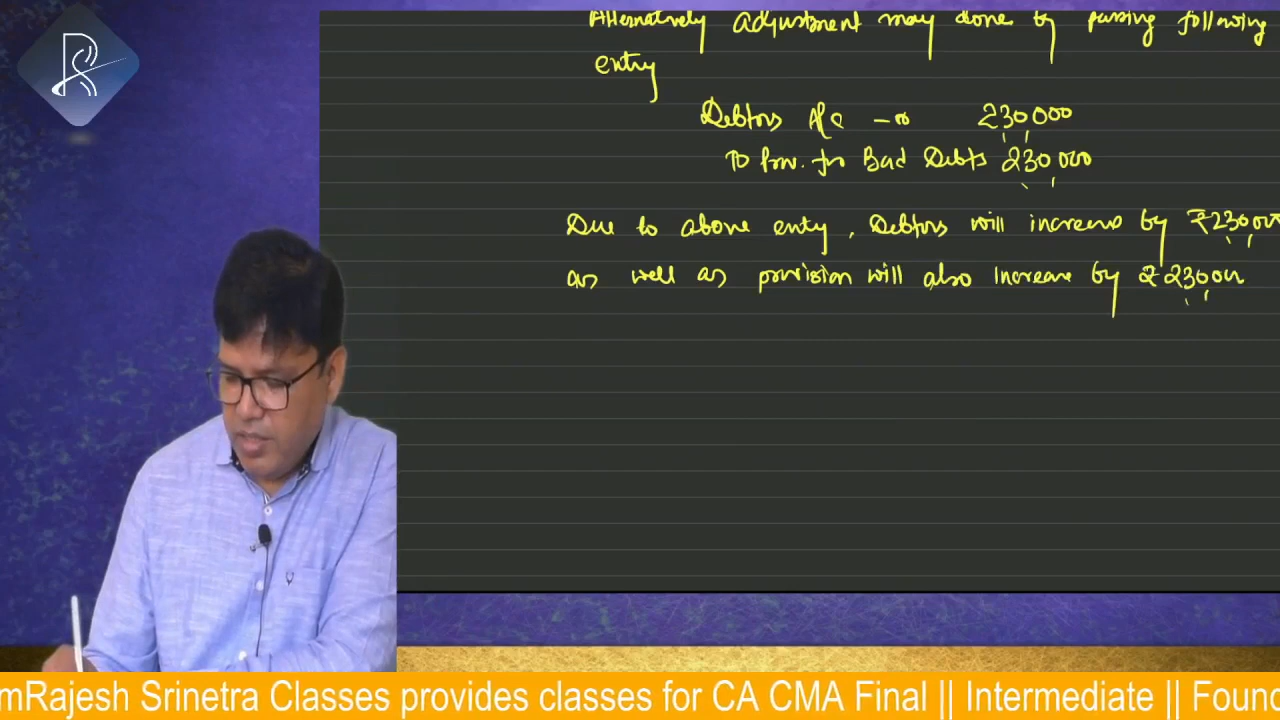 Alternatively adjustment may done by passing following
entry
Debtors A/c - Dr 230000
To Prov. for Bad Debts 230000
Due to above entry, Debtors will increase by ₹230000
as well as provision will also increase by ₹ 230000
mRajesh Srinetra Classes provides classes for CA CMA Final || Intermediate || Found